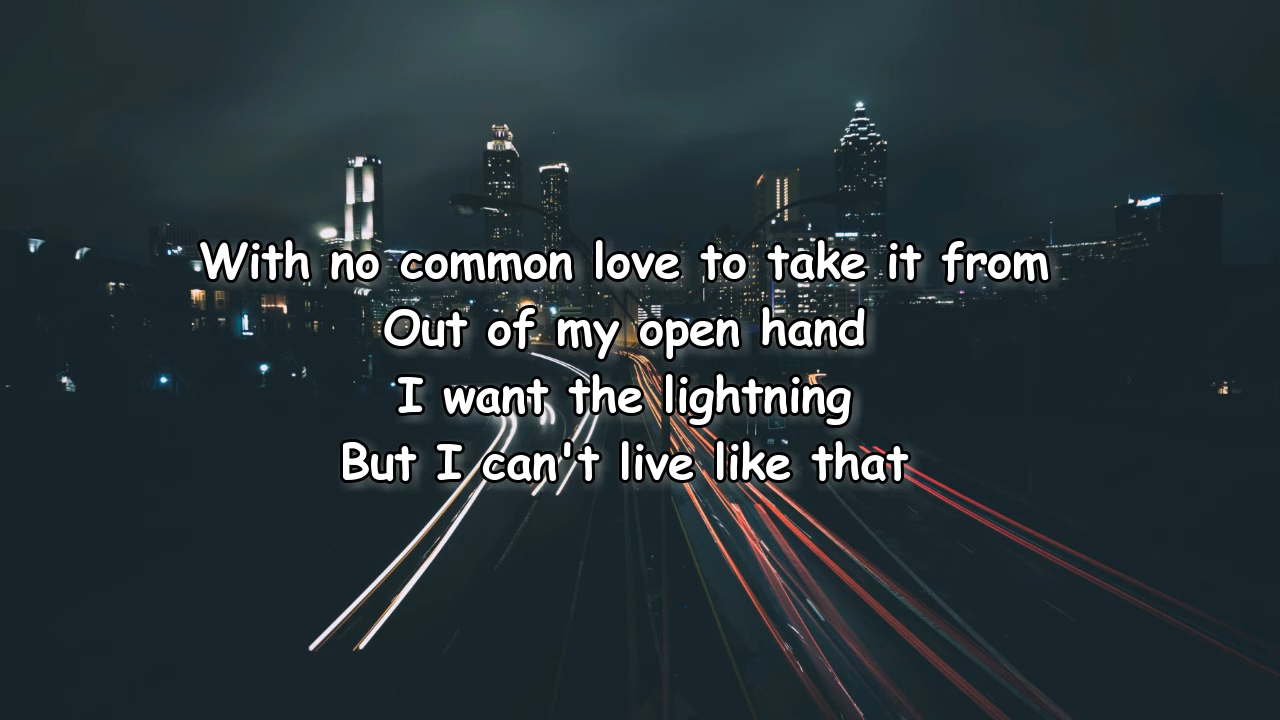 With no common love to take it from
Out of my open hand
I want the lightning
But I can't live like that